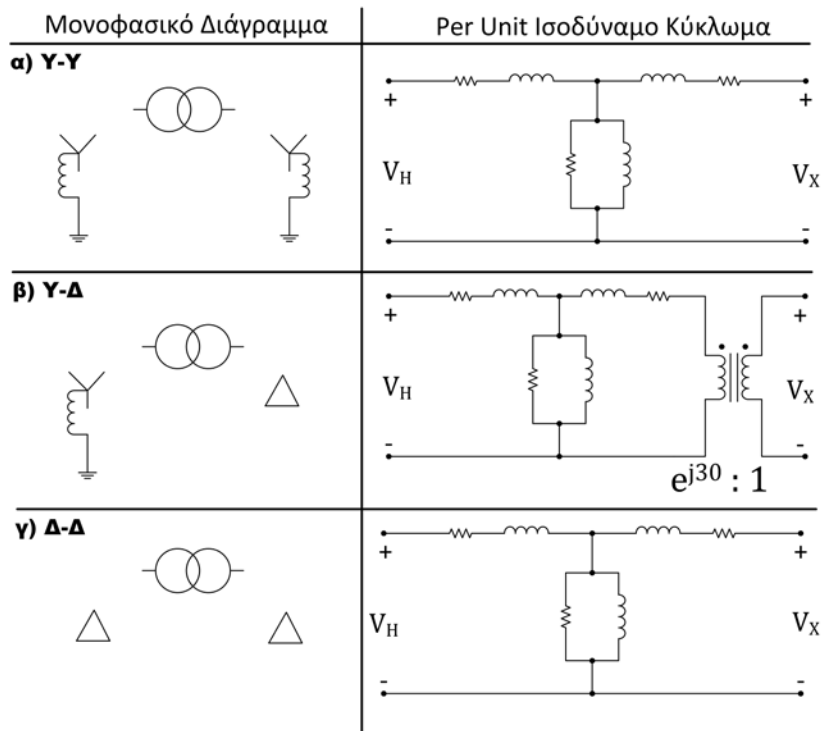 Μονοφασικό Διάγραμμα
Per Unit Ισοδύναμο Κύκλωμα
α) Υ-Υ
+ +
V_H V_X
- -
β) Υ-Δ
+ +
V_H V_X
- -
e^{j30} : 1
γ) Δ-Δ
+ +
V_H V_X
- -